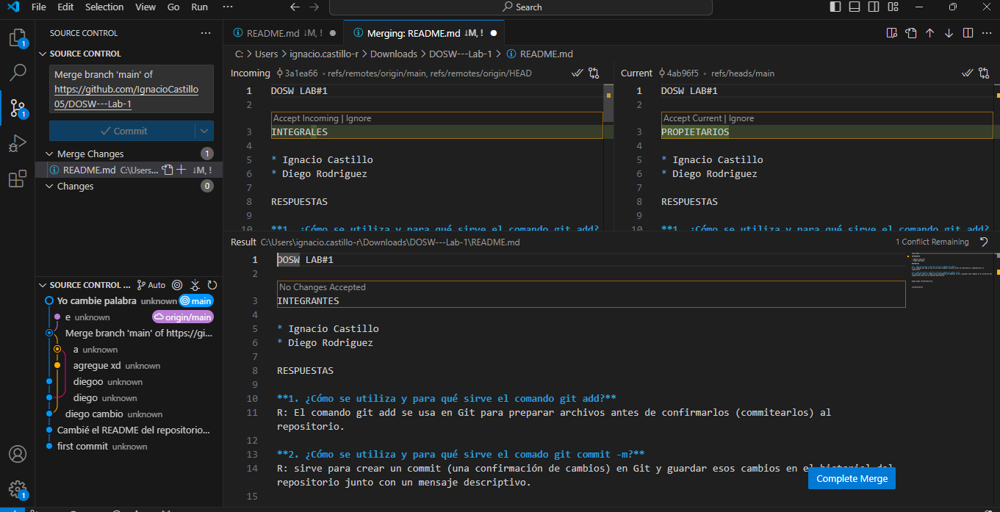 File Edit Selection View Go Run ··· Search
SOURCE CONTROL ···
SOURCE CONTROL
Merge branch 'main' of
https://github.com/IgnacioCastillo
05/DOSW---Lab-1
Commit
Merge Changes 1
README.md C:\Users... ↓M, !
Changes 0
SOURCE CONTROL ... Auto
Yo cambie palabra unknown main
e unknown origin/main
Merge branch 'main' of https://gi...
a unknown
agregue xd unknown
diegoo unknown
diego unknown
diego cambio unknown
Cambié el README del repositorio...
first commit unknown
1
1
1
README.md ↓M, ! ●
Merging: README.md ↓M, ! ●
C: > Users > ignacio.castillo-r > Downloads > DOSW---Lab-1 > README.md
Incoming 3a1ea66 • refs/remotes/origin/main, refs/remotes/origin/HEAD
1 DOSW LAB#1
2
Accept Incoming | Ignore
3 INTEGRALES
4
5 * Ignacio Castillo
6 * Diego Rodriguez
7
8 RESPUESTAS
9
10 **1. ¿Cómo se utiliza y para qué sirve el comando git add?
Current 4ab96f5 • refs/heads/main
1 DOSW LAB#1
2
Accept Current | Ignore
3 PROPIETARIOS
4
5 * Ignacio Castillo
6 * Diego Rodriguez
7
8 RESPUESTAS
9
10 **1. ¿Cómo se utiliza y para qué sirve el comando git add?
Result C:\Users\ignacio.castillo-r\Downloads\DOSW---Lab-1\README.md 1 Conflict Remaining
1 DOSW LAB#1
2
No Changes Accepted
3 INTEGRANTES
4
5 * Ignacio Castillo
6 * Diego Rodriguez
7
8 RESPUESTAS
9
10 **1. ¿Cómo se utiliza y para qué sirve el comando git add?**
11 R: El comando git add se usa en Git para preparar archivos antes de confirmarlos (commitearlos) al
repositorio.
12
13 **2. ¿Cómo se utiliza y para qué sirve el comado git commit -m?**
14 R: sirve para crear un commit (una confirmación de cambios) en Git y guardar esos cambios en el historial del
repositorio junto con un mensaje descriptivo.
15
Complete Merge